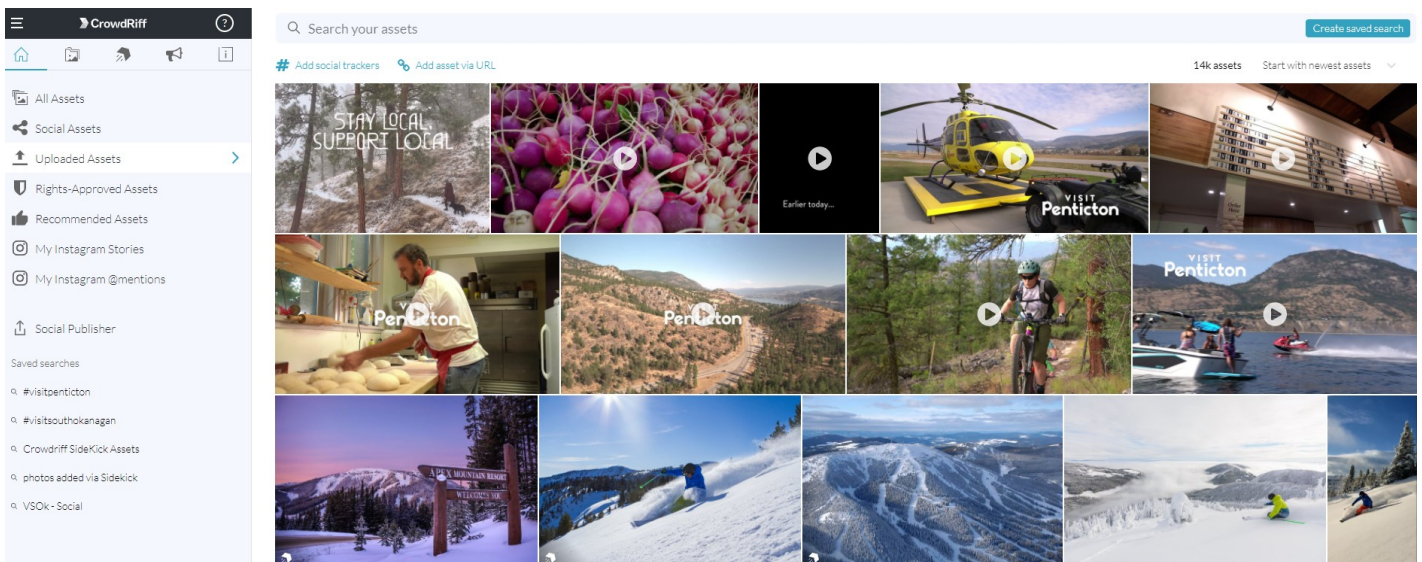 CrowdRiff
?
Search your assets
Create saved search
Add social trackers
Add asset via URL
14k assets
Start with newest assets
All Assets
Social Assets
Uploaded Assets
Rights-Approved Assets
Recommended Assets
My Instagram Stories
My Instagram @mentions
Social Publisher
Saved searches
#visitpenticton
#visitsouthokanagan
Crowdriff SideKick Assets
photos added via Sidekick
VSOk - Social
STAY LOCAL,
SUPPORT LOCAL
Earlier today...
VISIT
Penticton
Penticton
Penticton
VISIT
Penticton
APEX MOUNTAIN RESORT
WELCOMES YOU